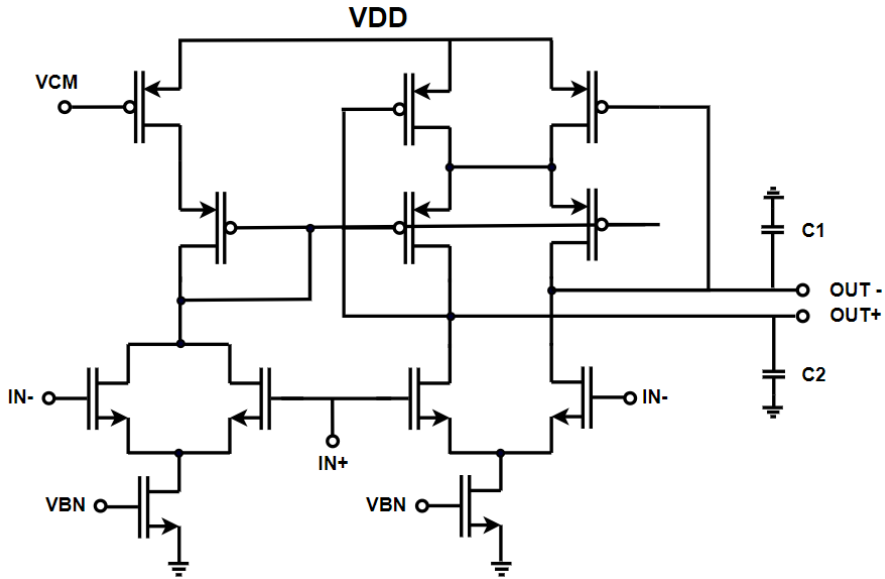 VDD
VCM
C1
OUT -
OUT+
C2
IN-
IN-
IN+
VBN
VBN